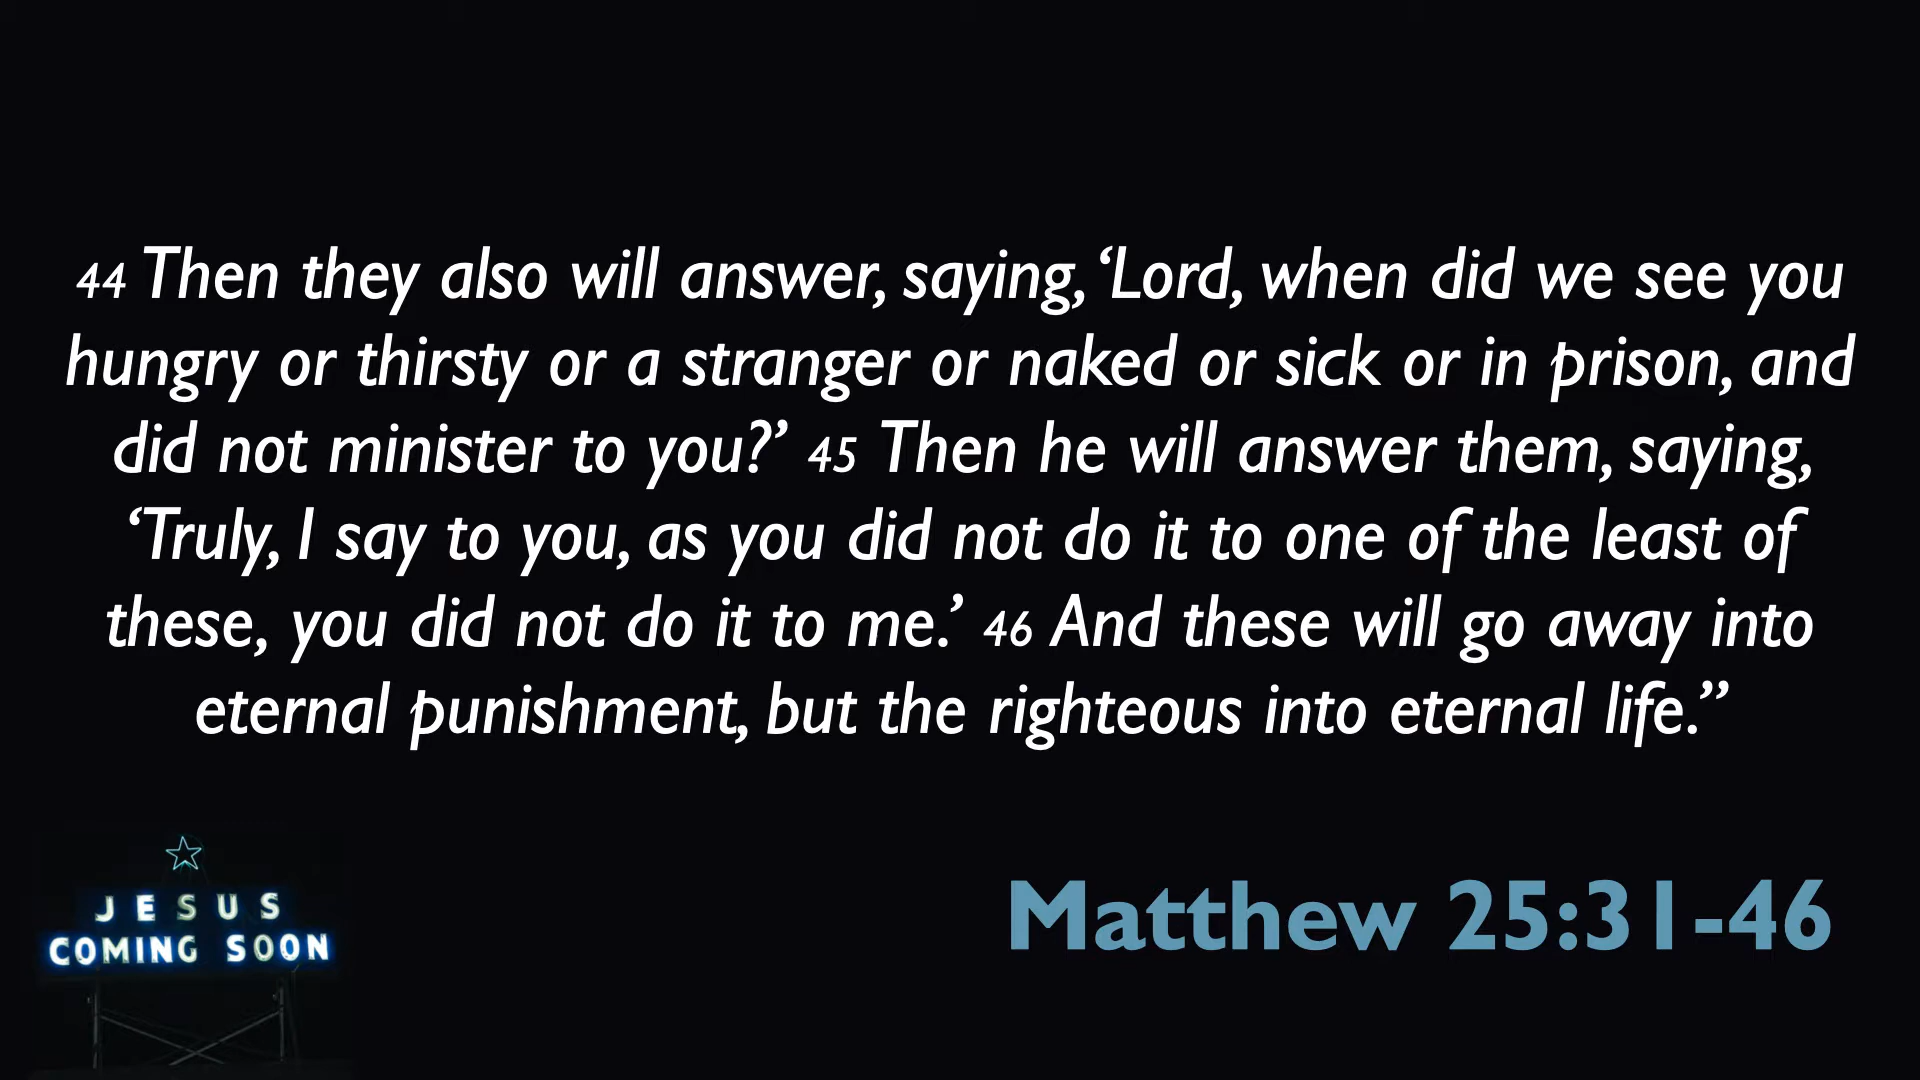 44 Then they also will answer, saying, ‘Lord, when did we see you
hungry or thirsty or a stranger or naked or sick or in prison, and
did not minister to you?’ 45 Then he will answer them, saying,
‘Truly, I say to you, as you did not do it to one of the least of
these, you did not do it to me.’ 46 And these will go away into
eternal punishment, but the righteous into eternal life.”
Matthew 25:31-46
JESUS
COMING SOON